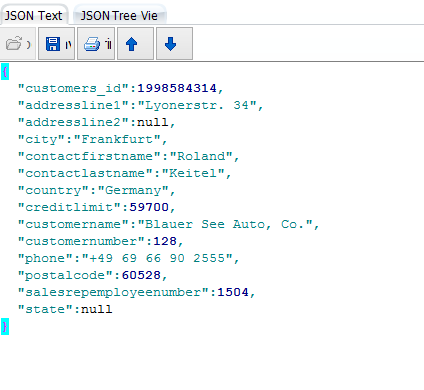 JSON Text JSON Tree Vie
{
"customers_id":1998584314,
"addressline1":"Lyonerstr. 34",
"addressline2":null,
"city":"Frankfurt",
"contactfirstname":"Roland",
"contactlastname":"Keitel",
"country":"Germany",
"creditlimit":59700,
"customername":"Blauer See Auto, Co.",
"customernumber":128,
"phone":"+49 69 66 90 2555",
"postalcode":60528,
"salesrepemployeenumber":1504,
"state":null
}